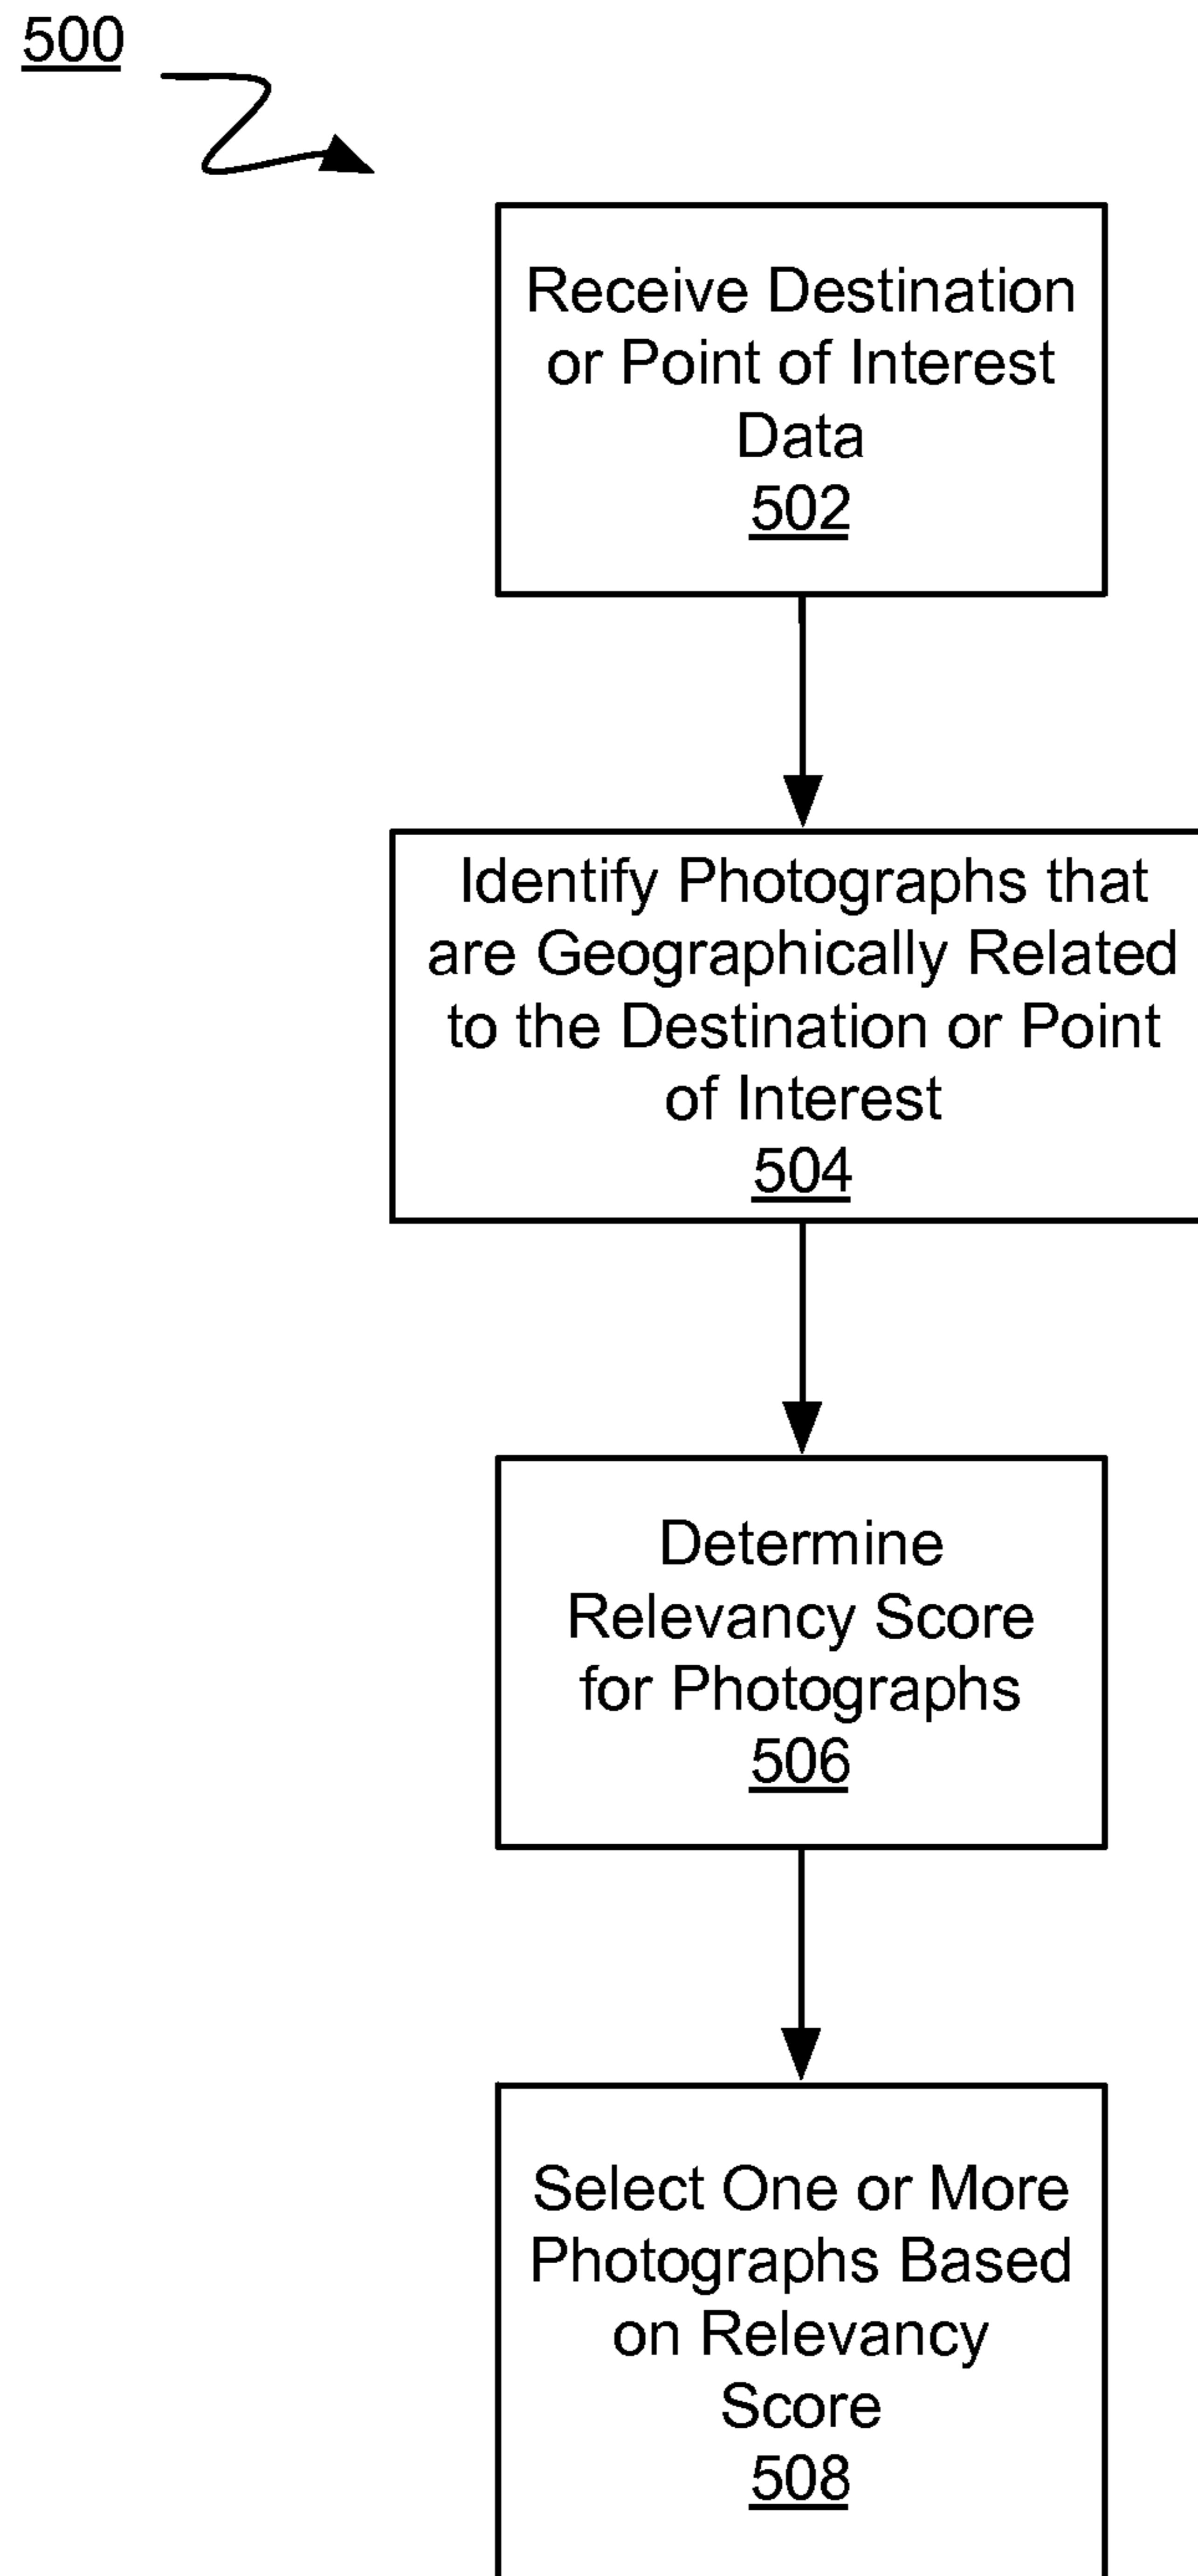 500
Receive Destination
or Point of Interest
Data
502
Identify Photographs that
are Geographically Related
to the Destination or Point
of Interest
504
Determine
Relevancy Score
for Photographs
506
Select One or More
Photographs Based
on Relevancy
Score
508